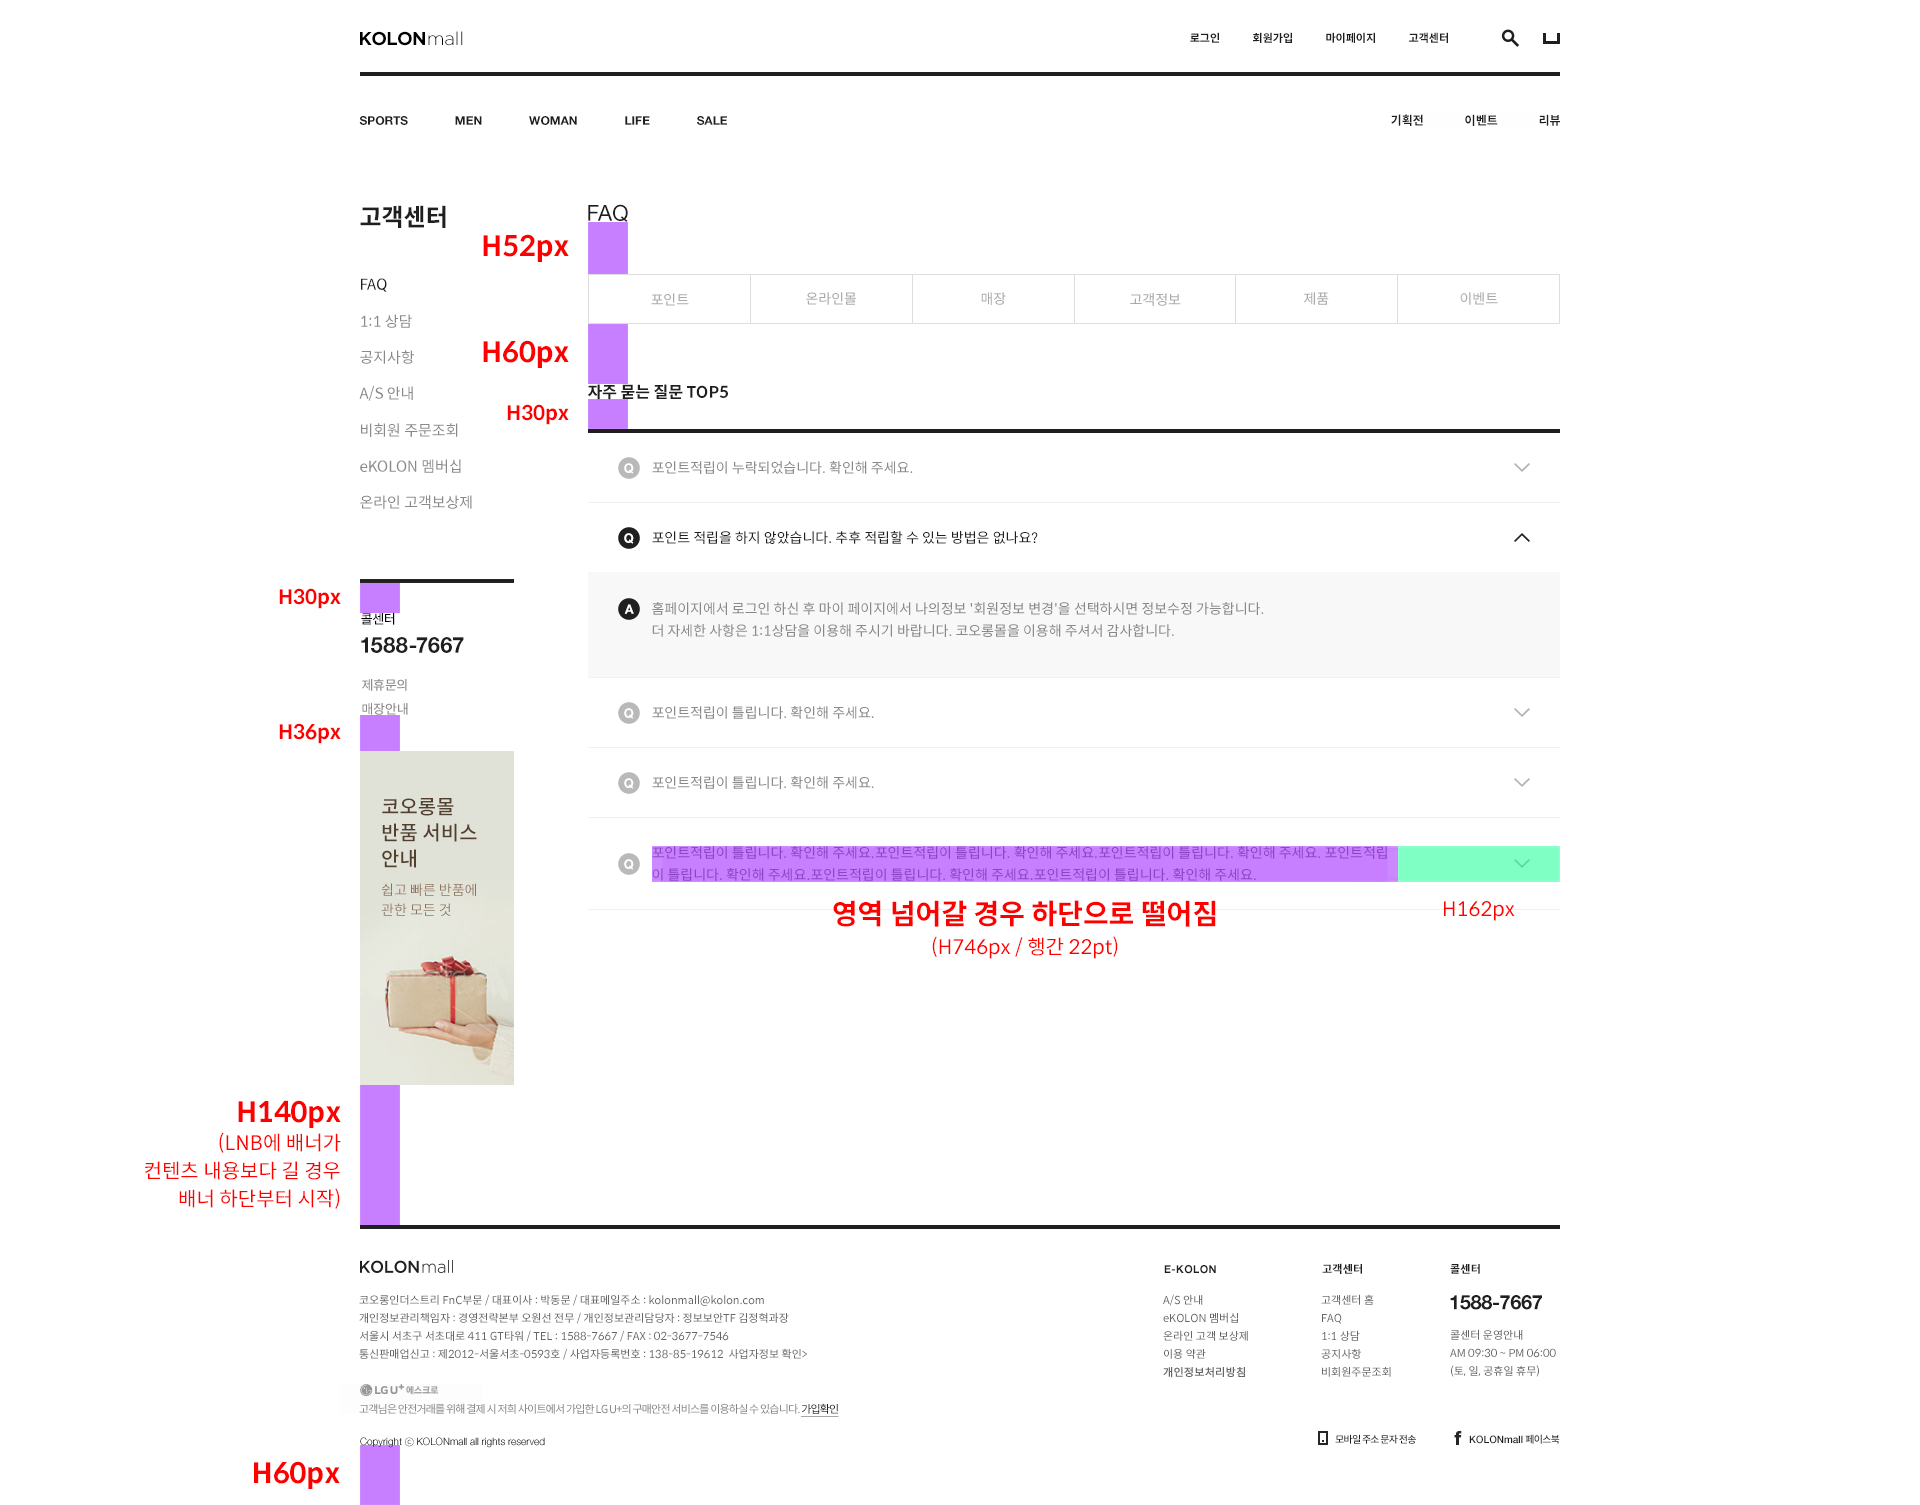 KOLONmall
로그인 회원가입 마이페이지 고객센터
SPORTS MEN WOMAN LIFE SALE
기획전 이벤트 리뷰
고객센터
FAQ
1:1 상담
공지사항
A/S 안내
비회원 주문조회
eKOLON 멤버십
온라인 고객보상제
H30px
콜센터
1588-7667
제휴문의
매장안내
H36px
코오롱몰
반품 서비스
안내
쉽고 빠른 반품에
관한 모든 것
H140px
(LNB에 배너가
컨텐츠 내용보다 길 경우
배너 하단부터 시작)
FAQ
H52px
포인트 온라인몰 매장 고객정보 제품 이벤트
H60px
자주 묻는 질문 TOP5
H30px
Q 포인트적립이 누락되었습니다. 확인해 주세요.
Q 포인트 적립을 하지 않았습니다. 추후 적립할 수 있는 방법은 없나요?
A 홈페이지에서 로그인 하신 후 마이 페이지에서 나의정보 '회원정보 변경'을 선택하시면 정보수정 가능합니다.
더 자세한 사항은 1:1상담을 이용해 주시기 바랍니다. 코오롱몰을 이용해 주셔서 감사합니다.
Q 포인트적립이 틀립니다. 확인해 주세요.
Q 포인트적립이 틀립니다. 확인해 주세요.
Q 포인트적립이 틀립니다. 확인해 주세요.포인트적립이 틀립니다. 확인해 주세요.포인트적립이 틀립니다. 확인해 주세요. 포인트적립
이 틀립니다. 확인해 주세요.포인트적립이 틀립니다. 확인해 주세요.포인트적립이 틀립니다. 확인해 주세요.
영역 넘어갈 경우 하단으로 떨어짐
(H746px / 행간 22pt)
H162px
KOLONmall
코오롱인더스트리 FnC부문 / 대표이사 : 박동문 / 대표메일주소 : kolonmall@kolon.com
개인정보관리책임자 : 경영전략본부 오원선 전무 / 개인정보관리담당자 : 정보보안TF 김정혁과장
서울시 서초구 서초대로 411 GT타워 / TEL : 1588-7667 / FAX : 02-3677-7546
통신판매업신고 : 제2012-서울서초-0593호 / 사업자등록번호 : 138-85-19612 사업자정보 확인>
LG U+ 에스크로
고객님은 안전거래를 위해 결제 시 저희 사이트에서 가입한 LG U+의 구매안전 서비스를 이용하실 수 있습니다. 가입확인
Copyright ⓒ KOLONmall all rights reserved
H60px
E-KOLON
A/S 안내
eKOLON 멤버십
온라인 고객 보상제
이용 약관
개인정보처리방침
고객센터
고객센터 홈
FAQ
1:1 상담
공지사항
비회원주문조회
콜센터
1588-7667
콜센터 운영안내
AM 09:30 ~ PM 06:00
(토, 일, 공휴일 휴무)
모바일 주소 문자 전송
f KOLONmall 페이스북